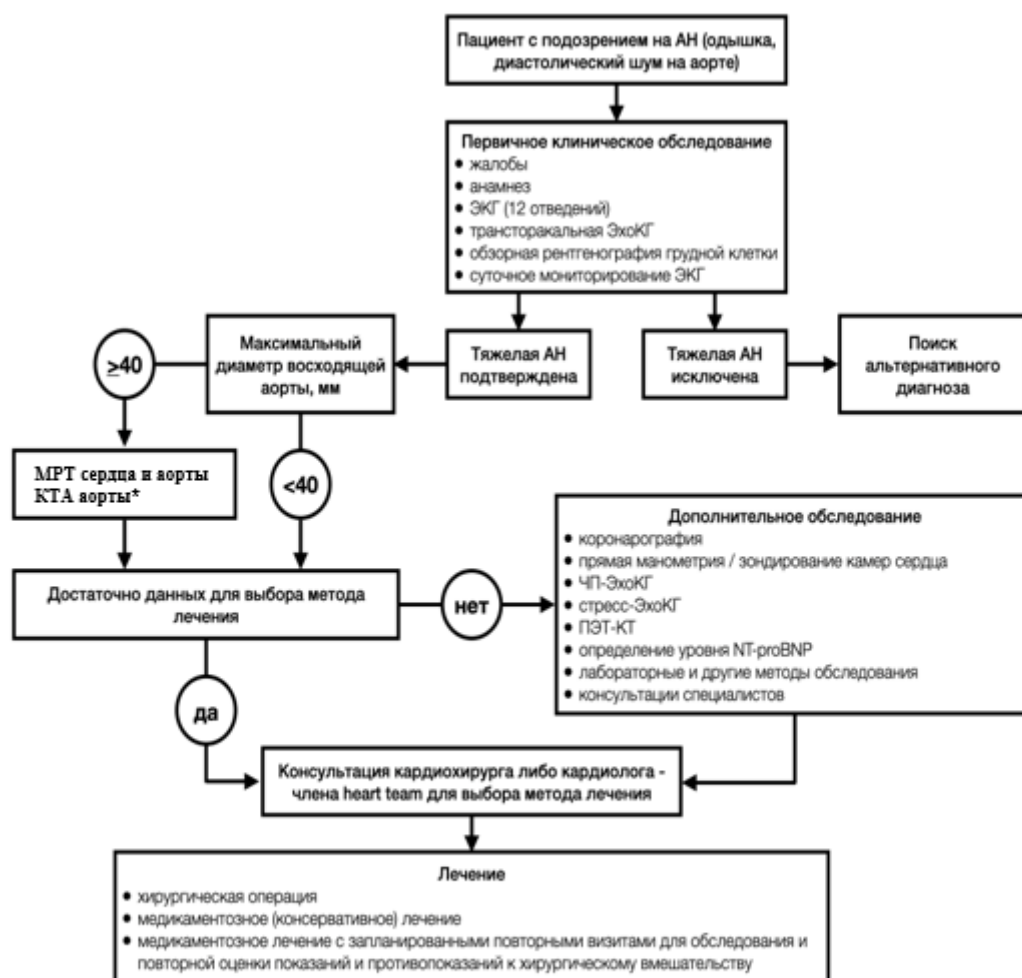 Пациент с подозрением на АН (одышка,
диастолический шум на аорте)
Первичное клиническое обследование
• жалобы
• анамнез
• ЭКГ (12 отведений)
• трансторакальная ЭхоКГ
• обзорная рентгенография грудной клетки
• суточное мониторирование ЭКГ
≥40
Максимальный
диаметр восходящей
аорты, мм
Тяжелая АН
подтверждена
Тяжелая АН
исключена
Поиск
альтернативного
диагноза
МРТ сердца и аорты
КТА аорты*
<40
Достаточно данных для выбора метода
лечения
нет
Дополнительное обследование
• коронарография
• прямая манометрия / зондирование камер сердца
• ЧП-ЭхоКГ
• стресс-ЭхоКГ
• ПЭТ-КТ
• определение уровня NT-proBNP
• лабораторные и другие методы обследования
• консультации специалистов
да
Консультация кардиохирурга либо кардиолога -
члена heart team для выбора метода лечения
Лечение
• хирургическая операция
• медикаментозное (консервативное) лечение
• медикаментозное лечение с запланированными повторными визитами для обследования и
повторной оценки показаний и противопоказаний к хирургическому вмешательству